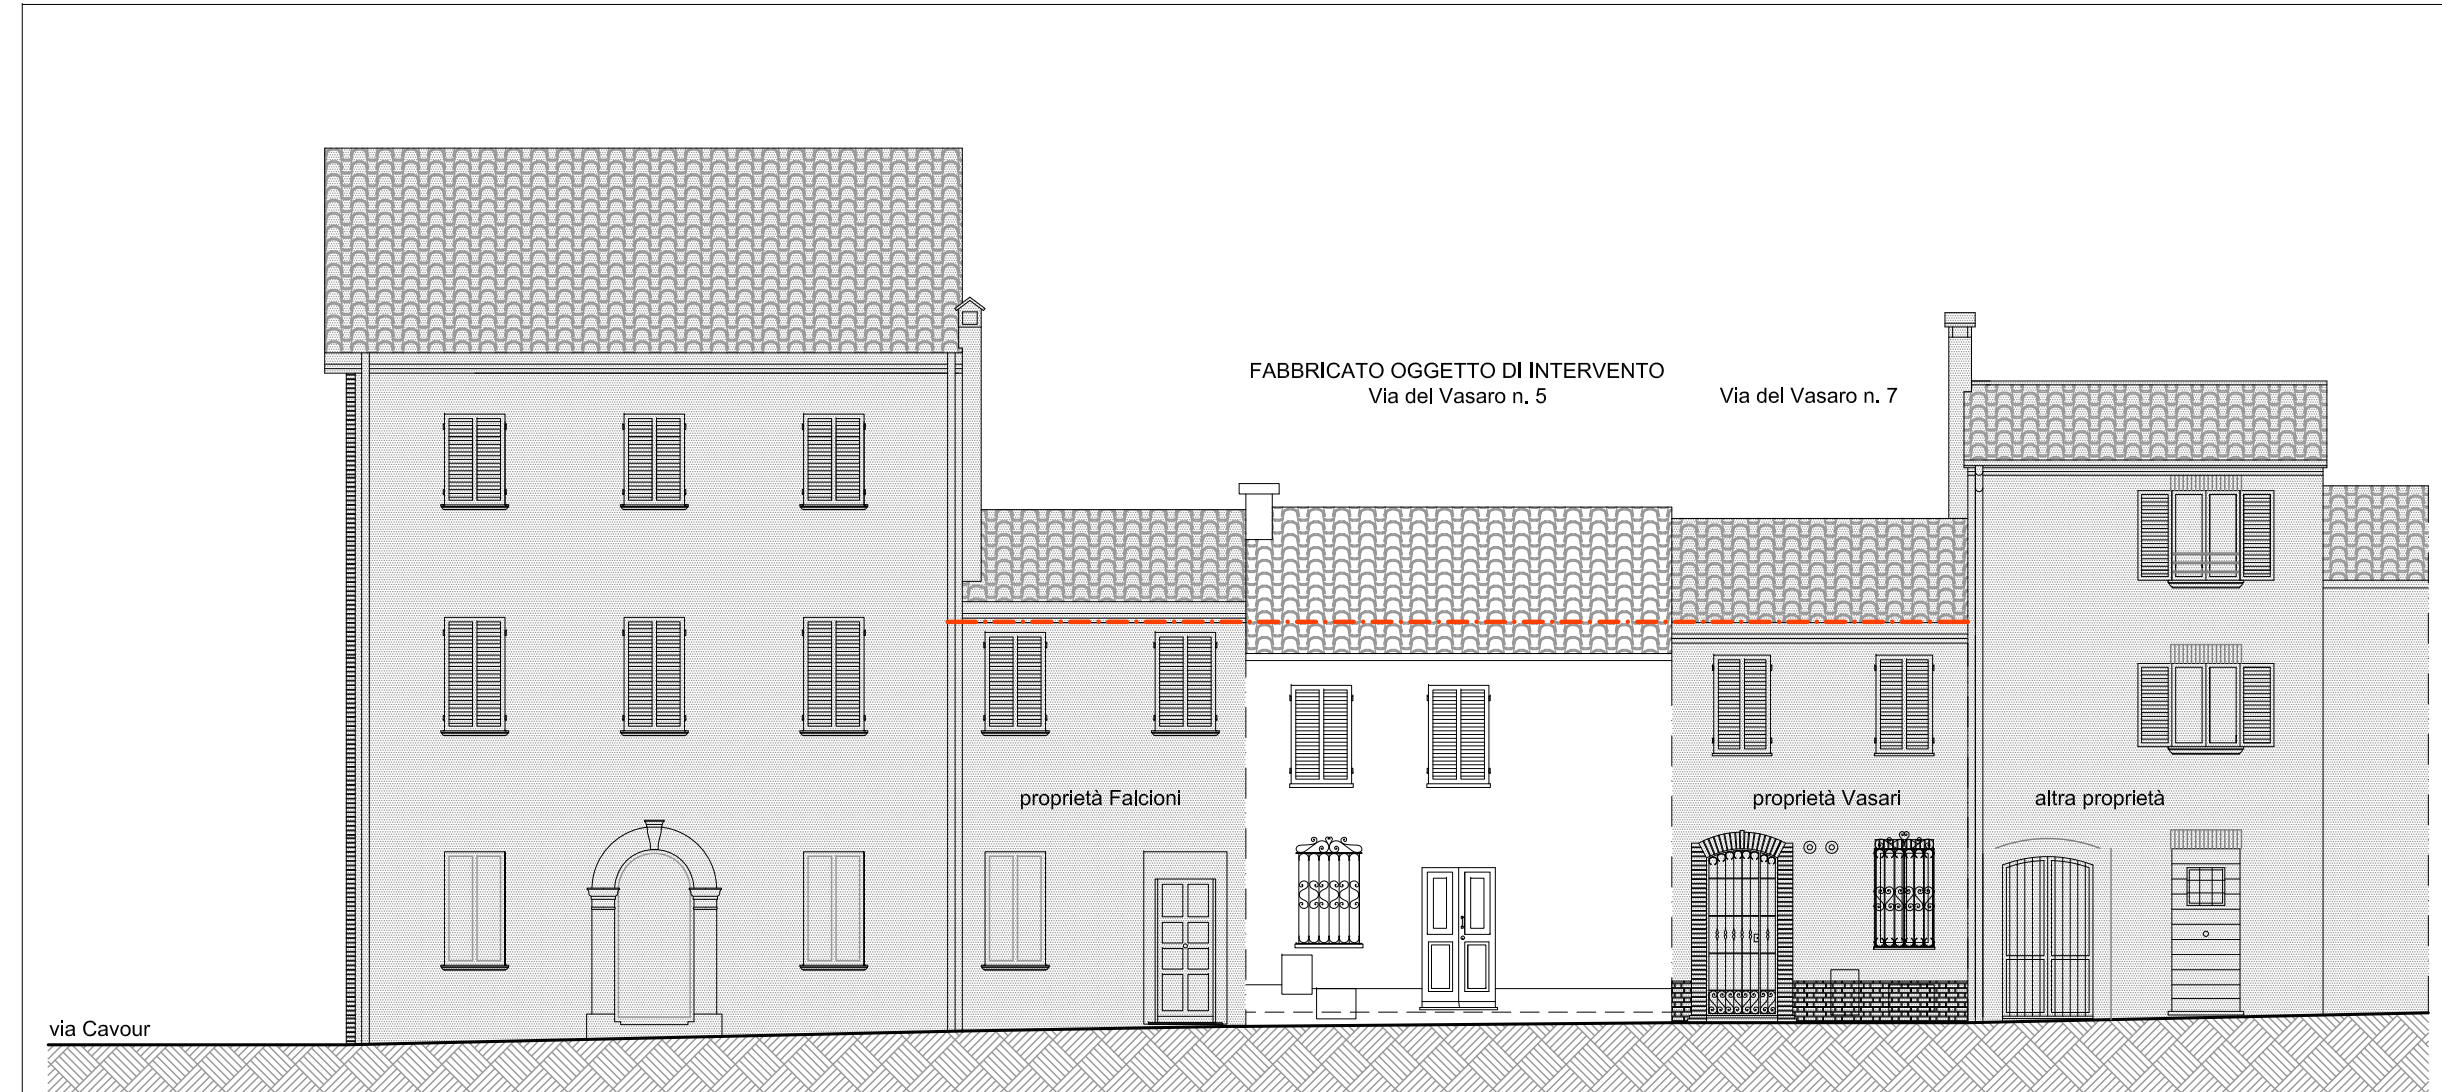 FABBRICATO OGGETTO DI INTERVENTO
Via del Vasaro n. 5
Via del Vasaro n. 7
proprietà Falcioni
proprietà Vasari
altra proprietà
via Cavour